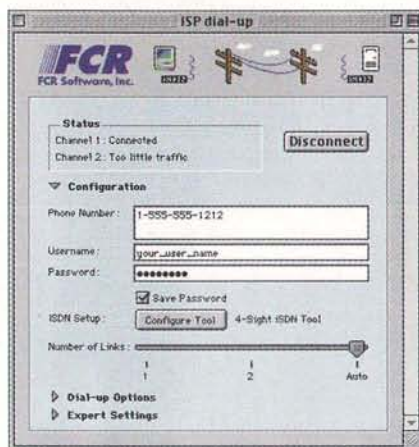 ISP dial-up
FCR
FCR Software, Inc.
Status
Channel 1 : Connected
Channel 2 : Too little traffic
Disconnect
Configuration
Phone Number :
1-555-555-1212
Username :
your_user_name
Password :
●●●●●●●●
Save Password
ISDN Setup :
Configure Tool
4-Sight ISDN Tool
Number of Links :
1
2
Auto
Dial-up Options
Expert Settings